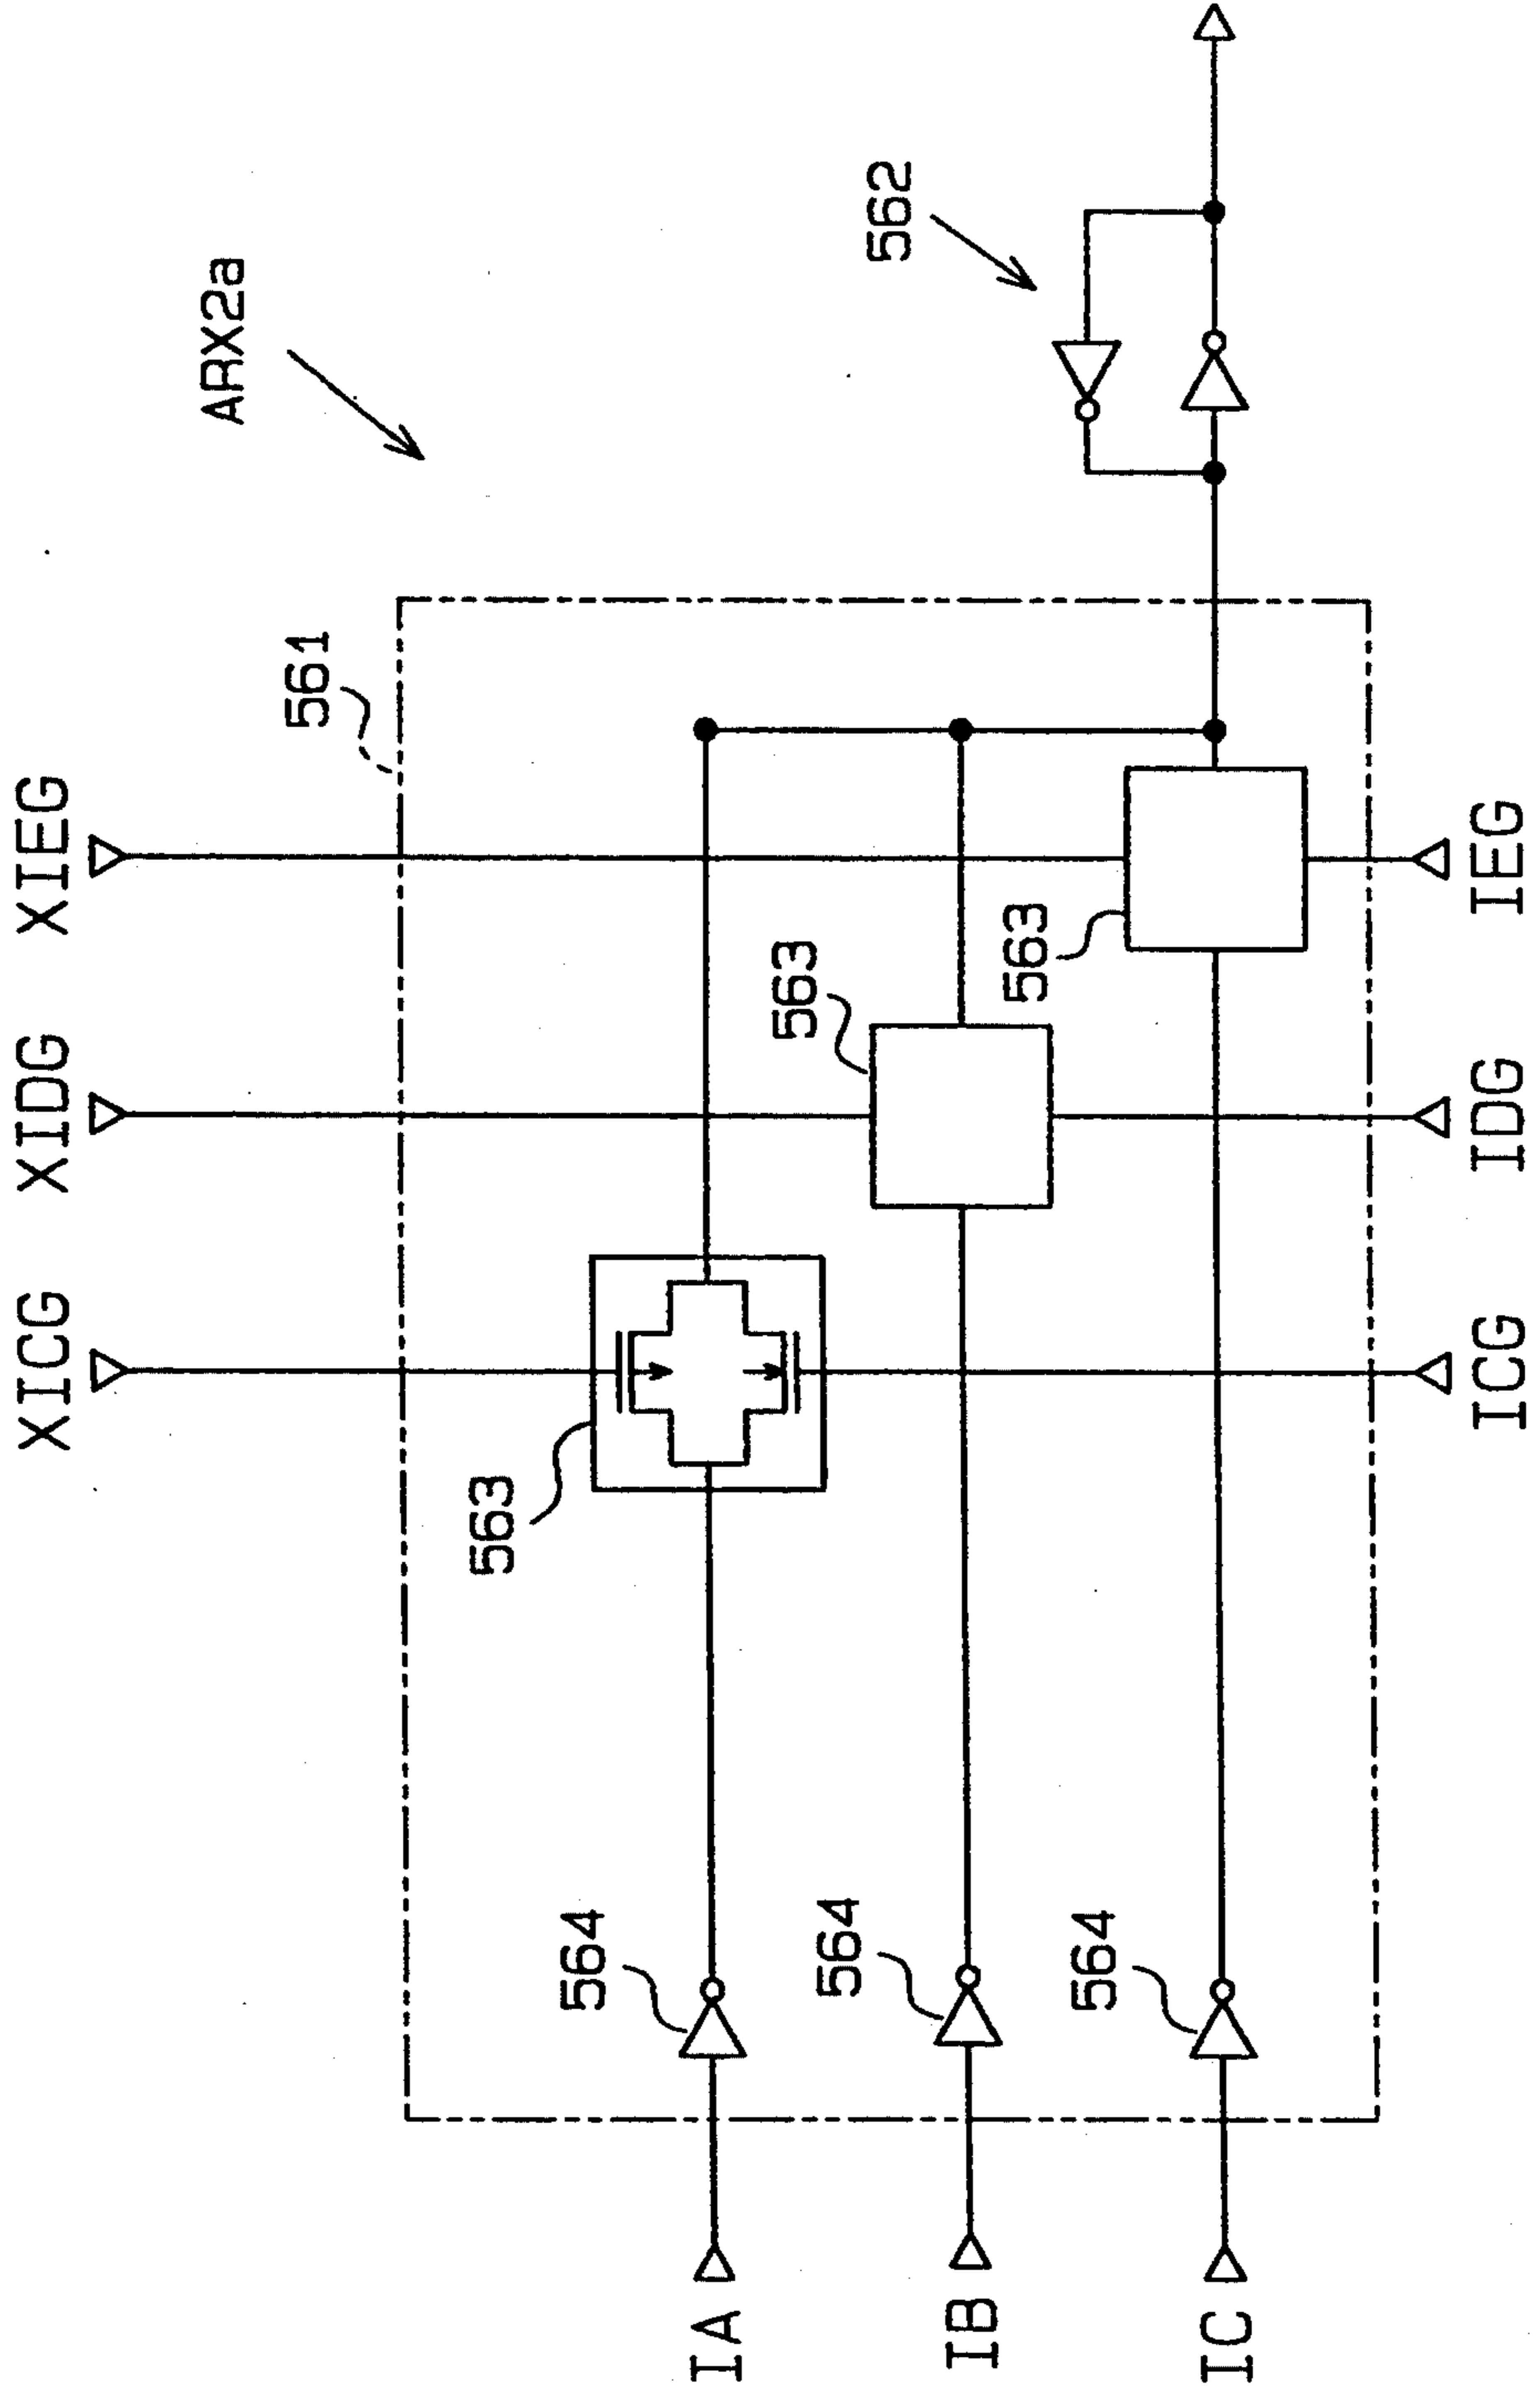 ARX2a
562
561
XICG
XIDG
XIEG
563
563
563
564
564
564
IA
IB
IC
ICG
IDG
IEG